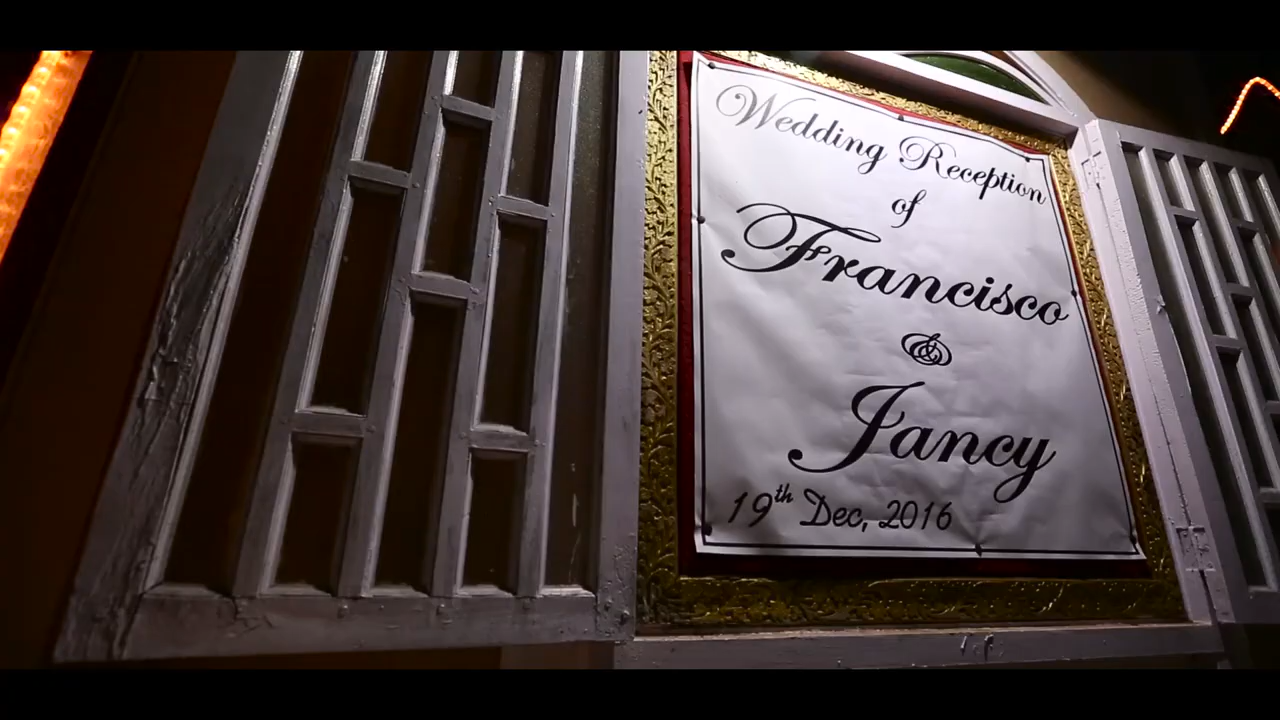 Wedding Reception
of
Francisco
&
Jancy
19th Dec, 2016